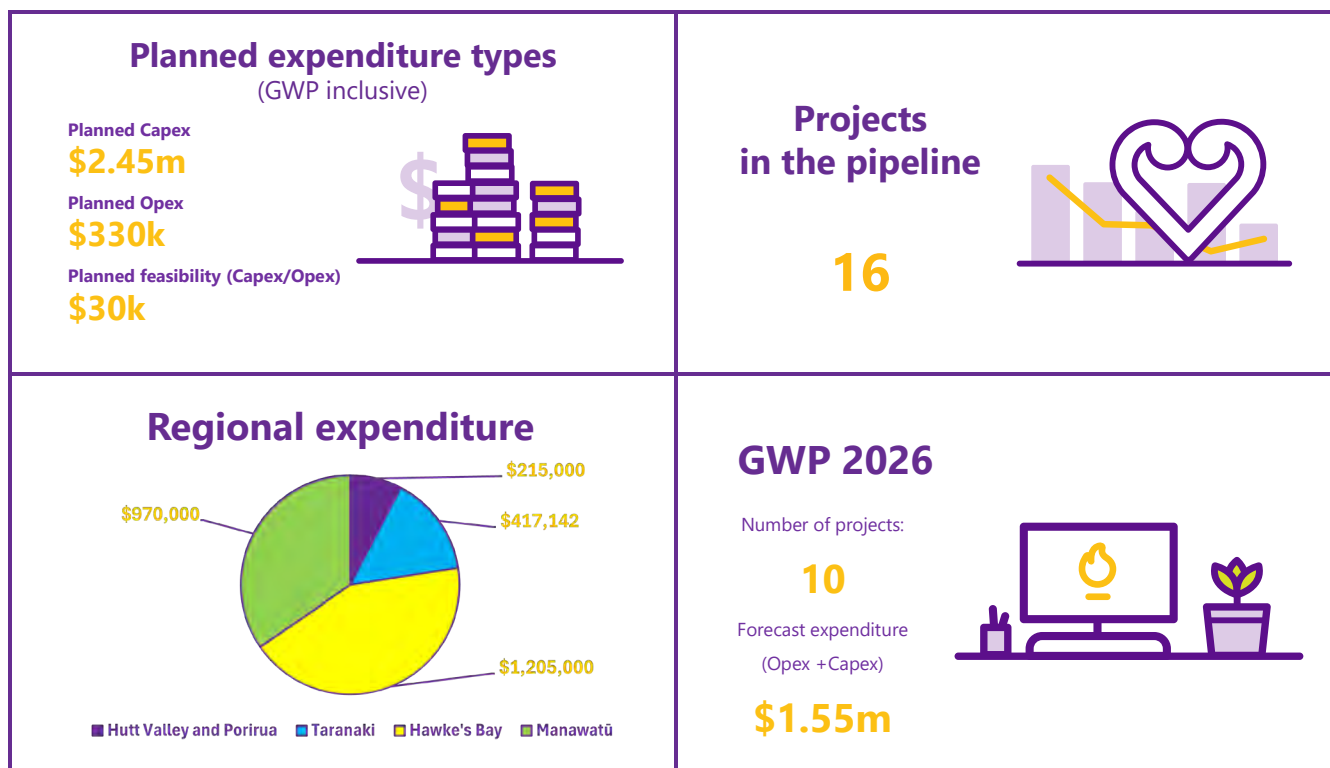 Planned expenditure types
(GWP inclusive)
Planned Capex
$2.45m
Planned Opex
$330k
Planned feasibility (Capex/Opex)
$30k
$
Projects
in the pipeline
16
Regional expenditure
$215,000
$970,000
$417,142
$1,205,000
Hutt Valley and Porirua Taranaki Hawke's Bay Manawatū
GWP 2026
Number of projects:
10
Forecast expenditure
(Opex +Capex)
$1.55m